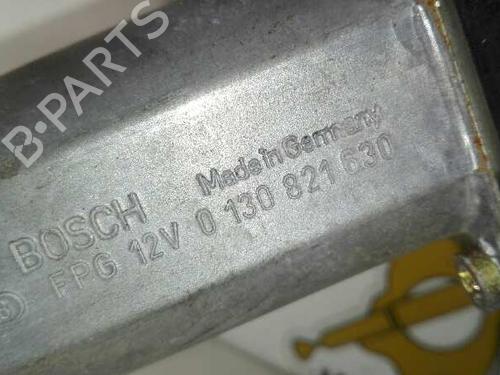 B-PARTS
BOSCH Made in Germany
FPG 12V 0 130 821 630